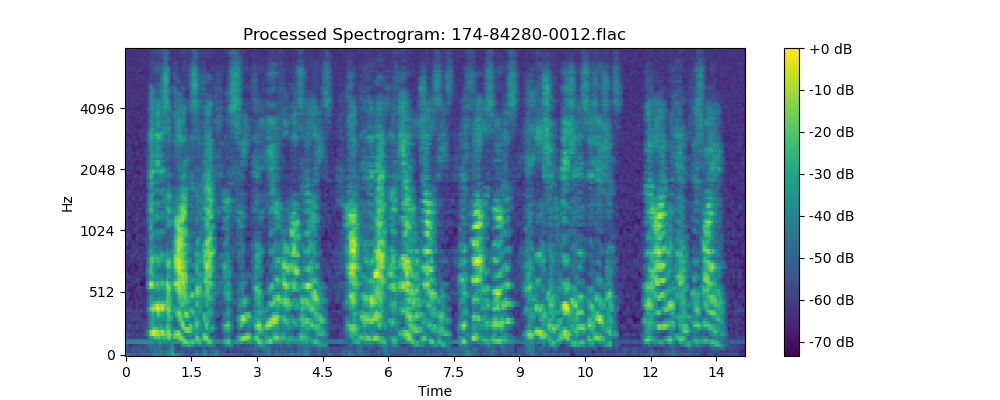 Processed Spectrogram: 174-84280-0012.flac
+0 dB
4096
-10 dB
-20 dB
2048
-30 dB
Hz
1024
-40 dB
-50 dB
512
-60 dB
-70 dB
0
0 1.5 3 4.5 6 7.5 9 10 12 14
Time